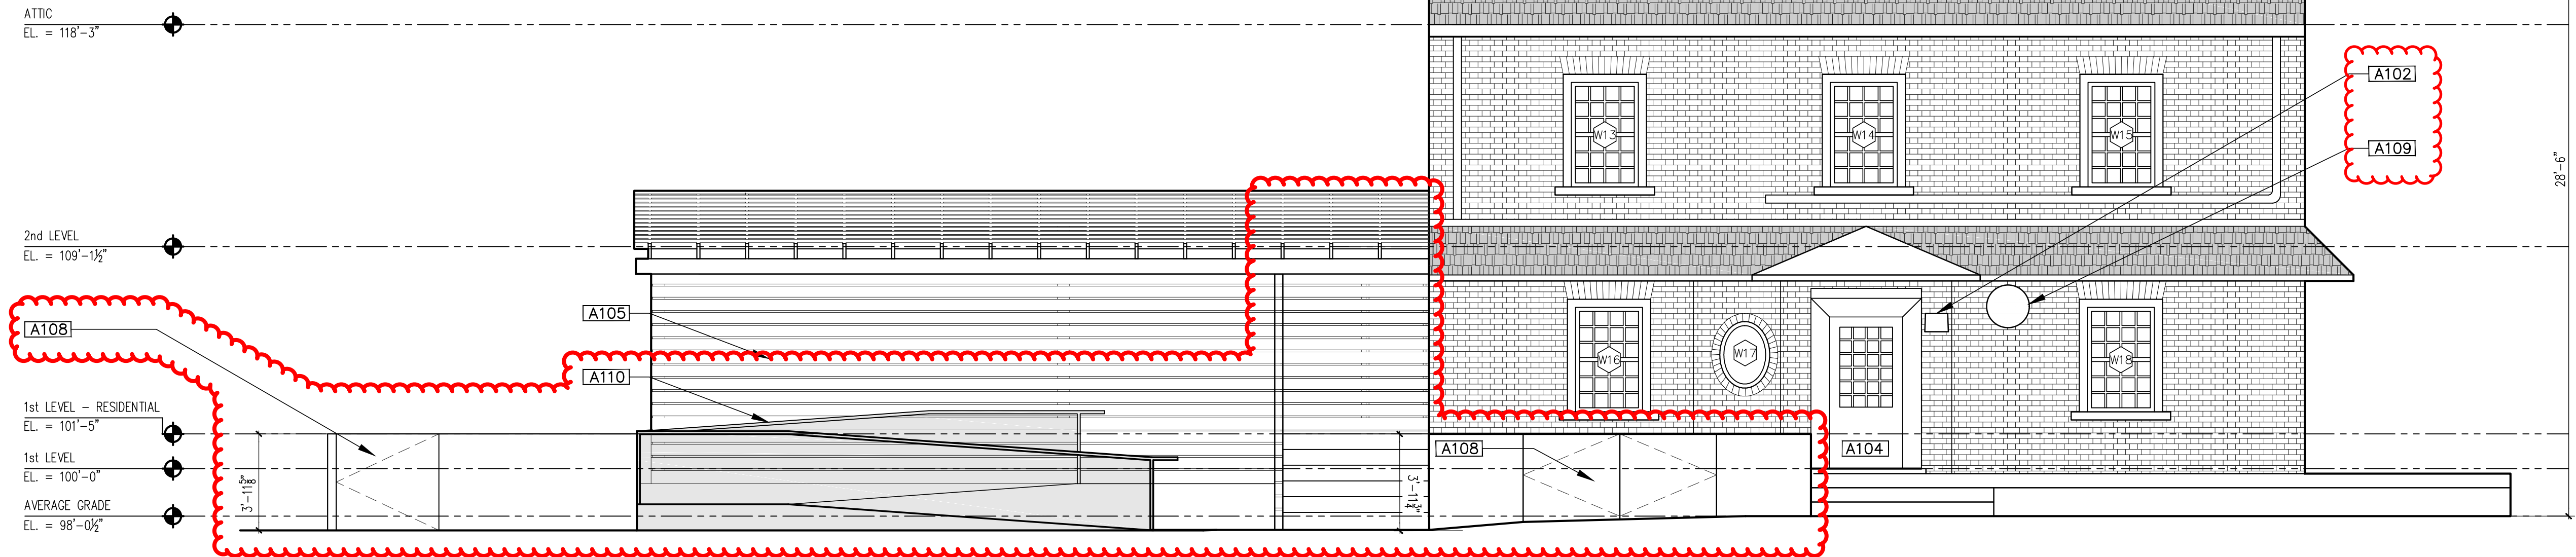 ATTIC
EL. = 118'-3"
A102
W13
W14
W15
A109
28'-6"
2nd LEVEL
EL. = 109'-1½"
A105
A108
W17
W16
W18
A110
1st LEVEL - RESIDENTIAL
EL. = 101'-5"
A108
A104
1st LEVEL
EL. = 100'-0"
3'-11⅝"
3'-11¾"
AVERAGE GRADE
EL. = 98'-0½"